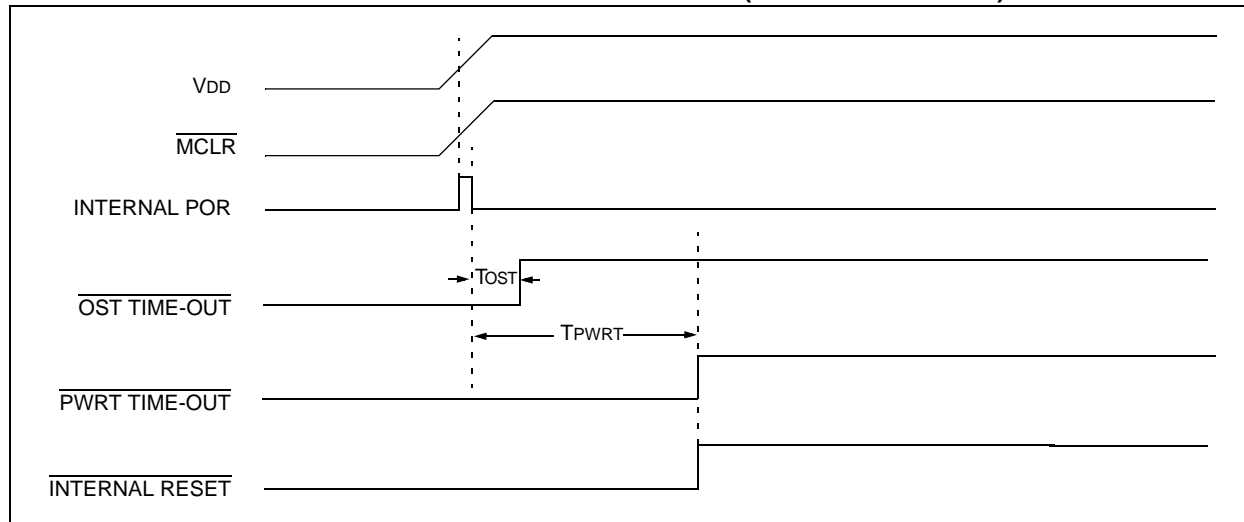 VDD
MCLR
INTERNAL POR
TOST
OST TIME-OUT
TPWRT
PWRT TIME-OUT
INTERNAL RESET